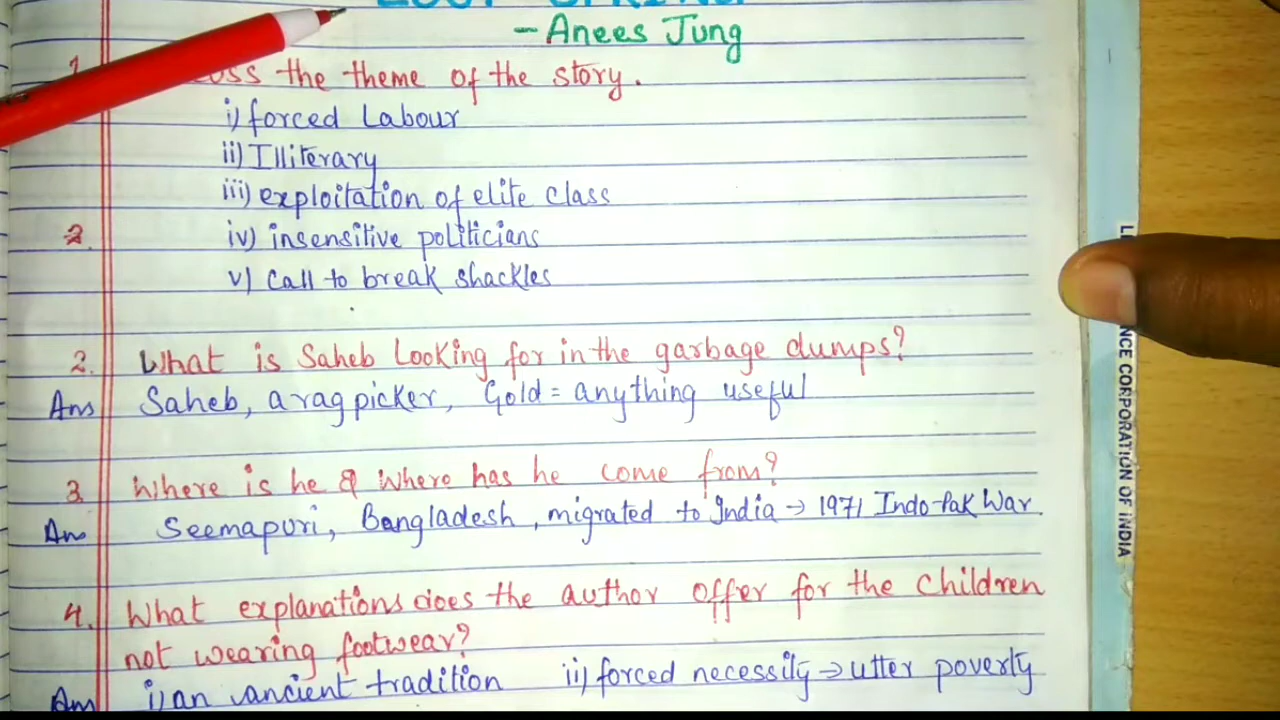 - Anees Jung
1. the theme of the story.
i) forced Labour
ii) Illiterary
iii) exploitation of elite class
2. iv) insensitive politicians
v) Call to break shackles
2. What is Saheb Looking for in the garbage dumps?
Ans Saheb, a ragpicker, Gold = anything useful
3. Where is he & Where has he come from?
Ans Seemapuri, Bangladesh, migrated to India → 1971 Indo-Pak War.
4. What explanations does the author offer for the children
not wearing footwear?
Ans i) an ancient tradition ii) forced necessity → utter poverty
NCE CORPORATION OF INDIA